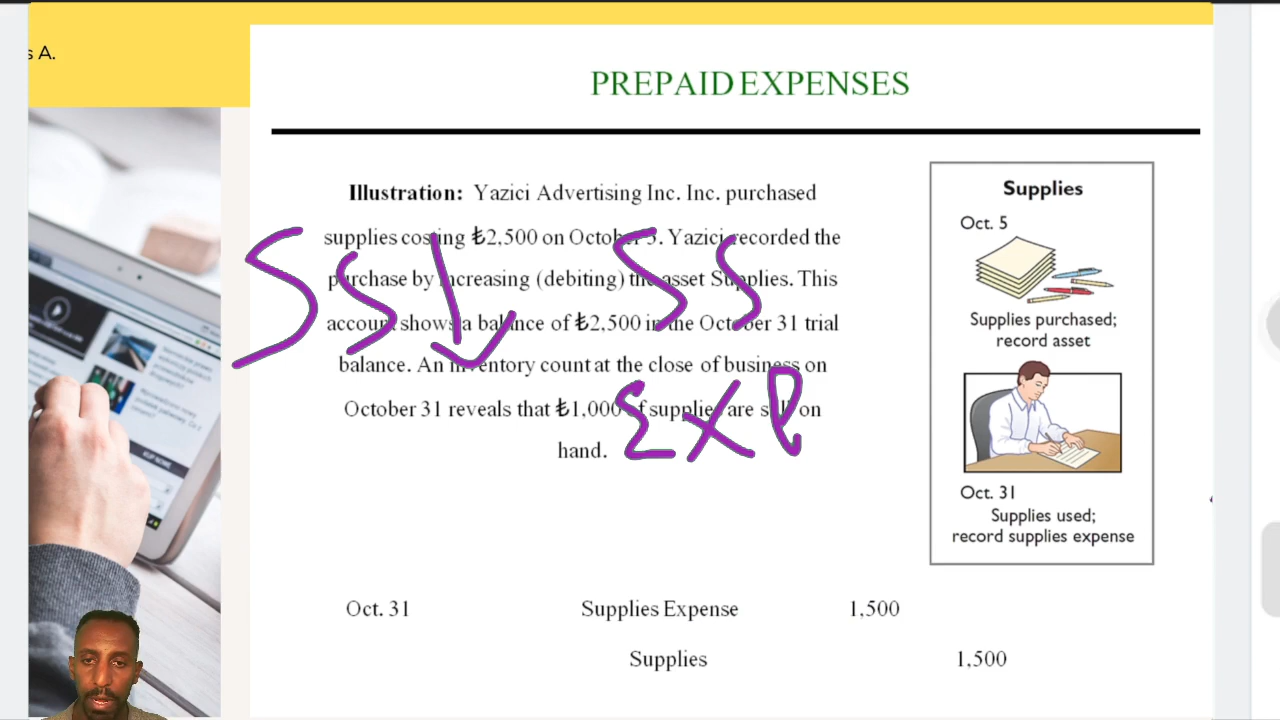 s A.
PREPAID EXPENSES
Illustration: Yazici Advertising Inc. Inc. purchased
supplies costing ₺2,500 on October 5. Yazici recorded the
purchase by increasing (debiting) the asset Supplies. This
account shows a balance of ₺2,500 in the October 31 trial
balance. An inventory count at the close of business on
October 31 reveals that ₺1,000 of supplies are still on
hand.
SS SS
EXP
Supplies
Oct. 5
Supplies purchased;
record asset
Oct. 31
Supplies used;
record supplies expense
Oct. 31 Supplies Expense 1,500
Supplies 1,500